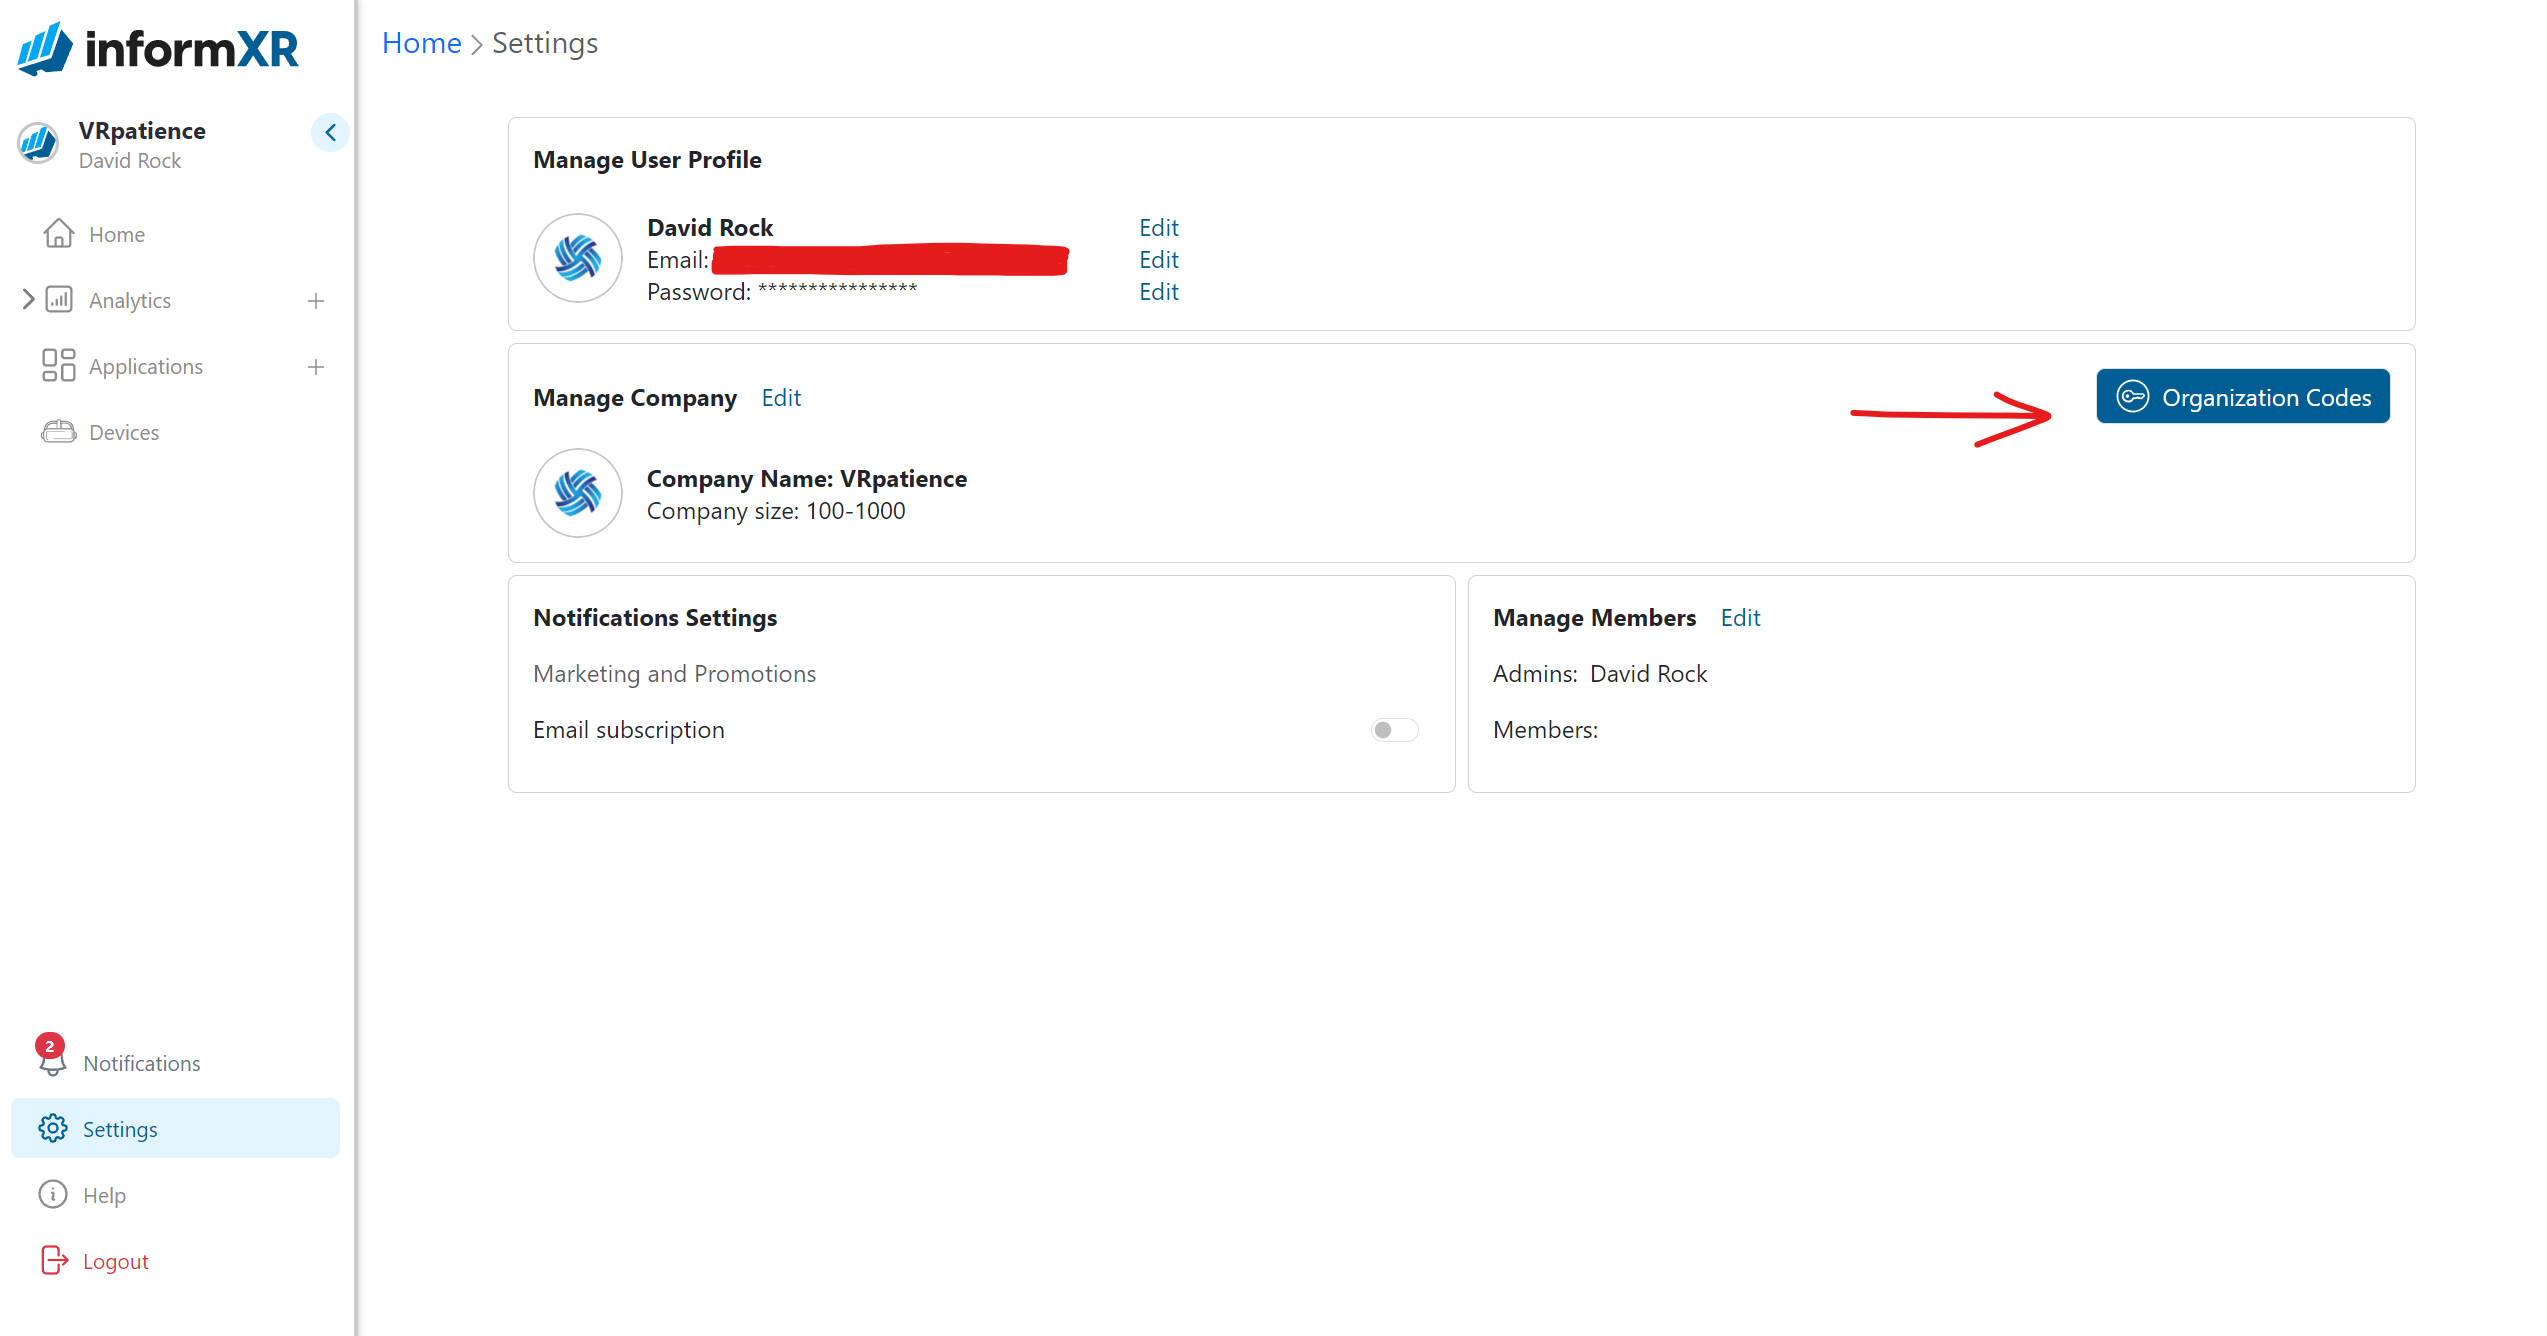 informXR
VRpatience
David Rock
Home
Analytics
Applications
Devices
2
Notifications
Settings
Help
Logout
Home > Settings
Manage User Profile
David Rock Edit
Email: Edit
Password: **************** Edit
Manage Company Edit
Organization Codes
Company Name: VRpatience
Company size: 100-1000
Notifications Settings
Marketing and Promotions
Email subscription
Manage Members Edit
Admins: David Rock
Members: